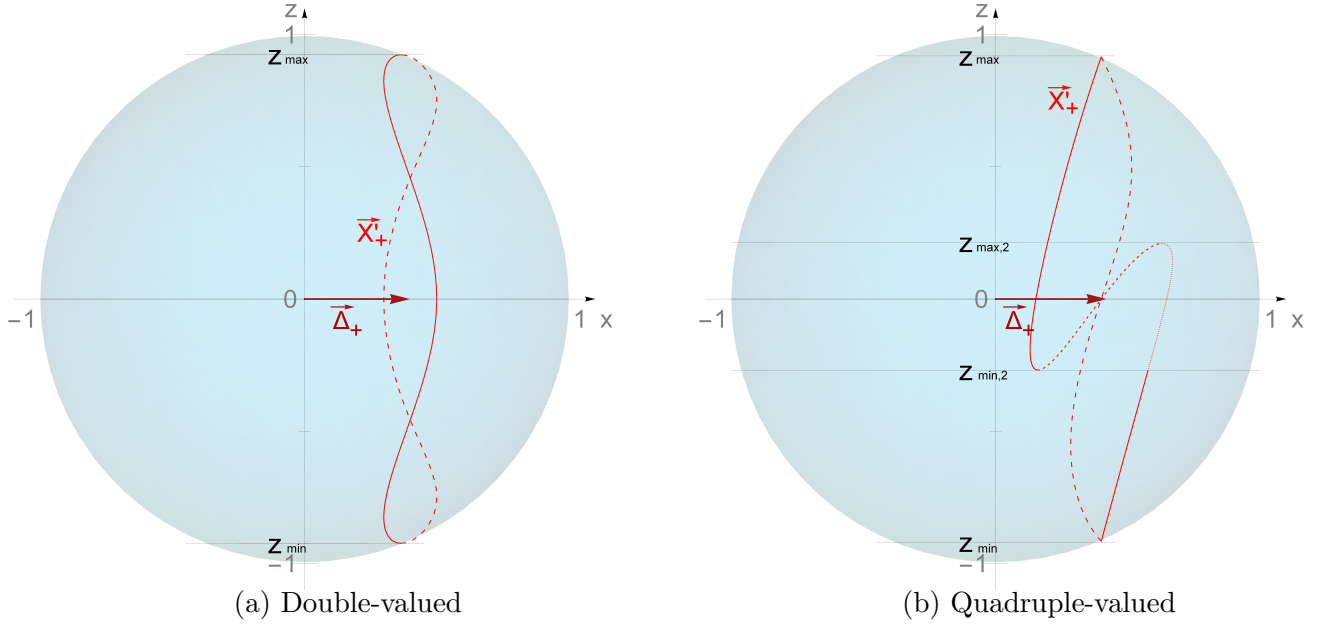 z
1
z max
X'+
0
Δ+
−1
1 x
z min
−1
(a) Double-valued
z
1
z max
X'+
z max,2
0
Δ+
−1
1 x
z min,2
z min
−1
(b) Quadruple-valued